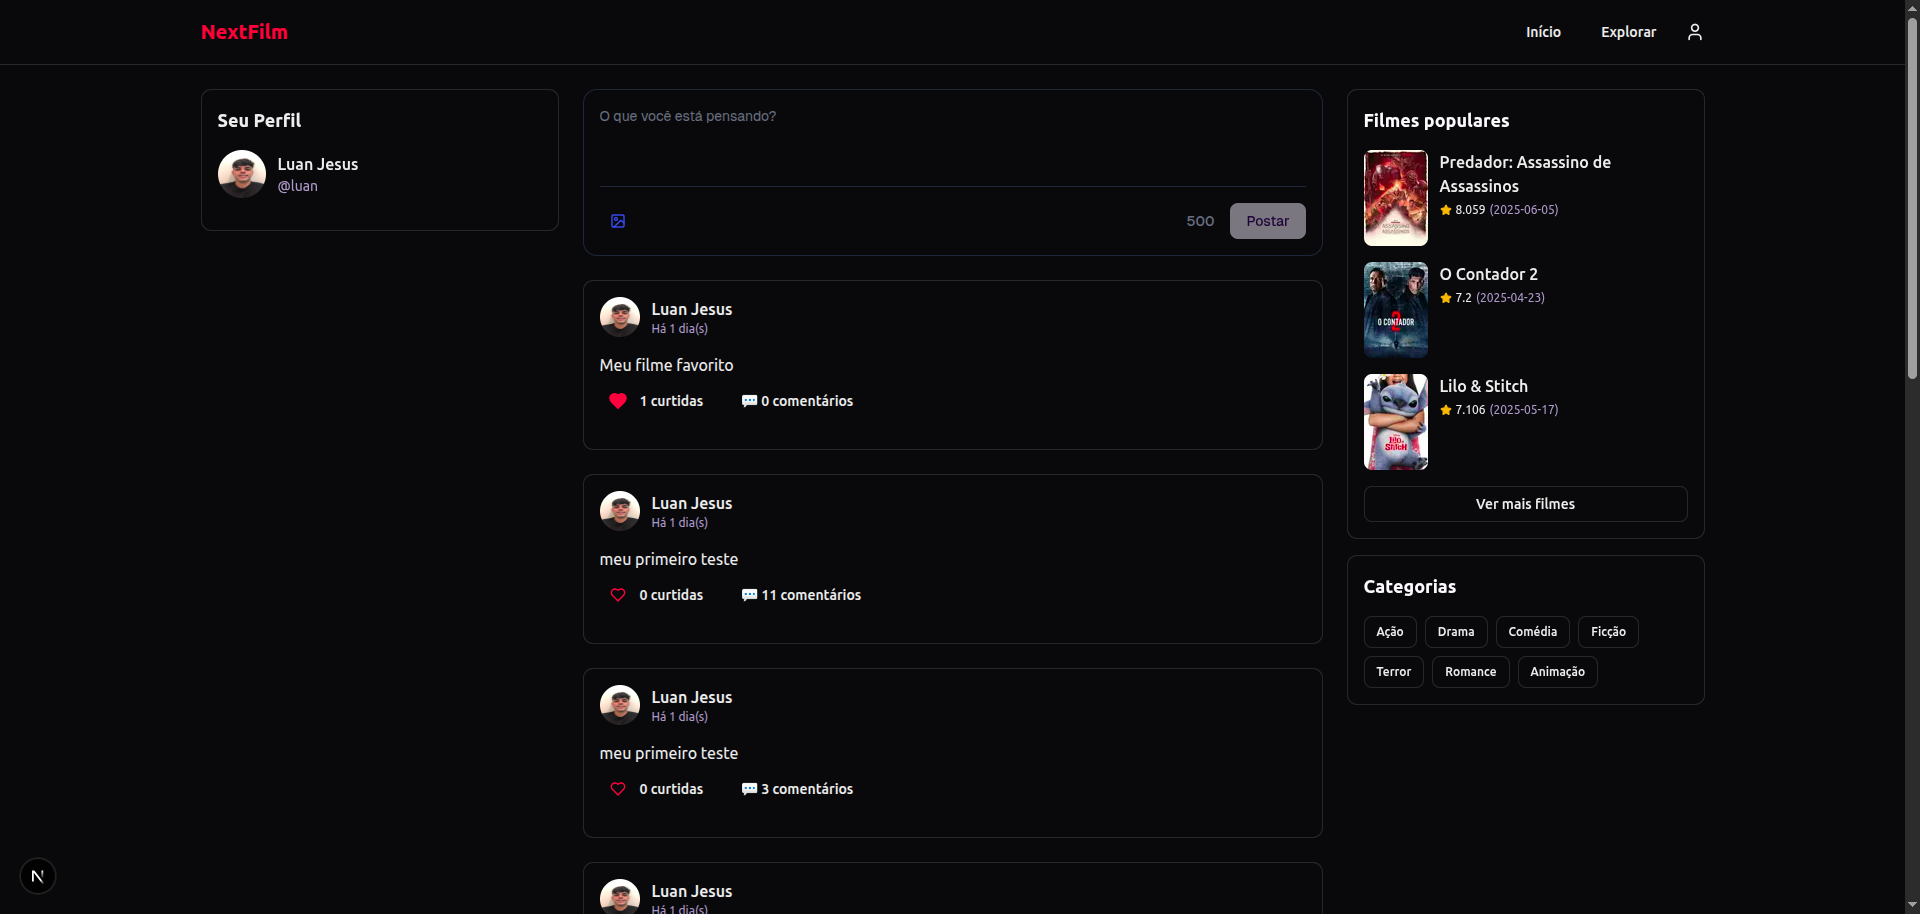 NextFilm
Início
Explorar
Seu Perfil
Luan Jesus
@luan
O que você está pensando?
500
Postar
Luan Jesus
Há 1 dia(s)
Meu filme favorito
1 curtidas
0 comentários
Luan Jesus
Há 1 dia(s)
meu primeiro teste
0 curtidas
11 comentários
Luan Jesus
Há 1 dia(s)
meu primeiro teste
0 curtidas
3 comentários
Luan Jesus
Há 1 dia(s)
Filmes populares
Predador: Assassino de
Assassinos
8.059 (2025-06-05)
O CONTADOR 2
O Contador 2
7.2 (2025-04-23)
Lilo & Stitch
Lilo & Stitch
7.106 (2025-05-17)
Ver mais filmes
Categorias
Ação
Drama
Comédia
Ficção
Terror
Romance
Animação
N